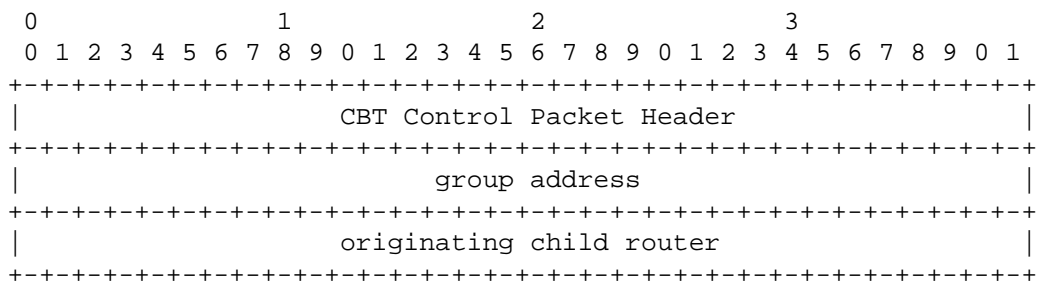 0                   1                   2                   3
 0 1 2 3 4 5 6 7 8 9 0 1 2 3 4 5 6 7 8 9 0 1 2 3 4 5 6 7 8 9 0 1
+-+-+-+-+-+-+-+-+-+-+-+-+-+-+-+-+-+-+-+-+-+-+-+-+-+-+-+-+-+-+-+-+
|                    CBT Control Packet Header                  |
+-+-+-+-+-+-+-+-+-+-+-+-+-+-+-+-+-+-+-+-+-+-+-+-+-+-+-+-+-+-+-+-+
|                          group address                        |
+-+-+-+-+-+-+-+-+-+-+-+-+-+-+-+-+-+-+-+-+-+-+-+-+-+-+-+-+-+-+-+-+
|                    originating child router                   |
+-+-+-+-+-+-+-+-+-+-+-+-+-+-+-+-+-+-+-+-+-+-+-+-+-+-+-+-+-+-+-+-+